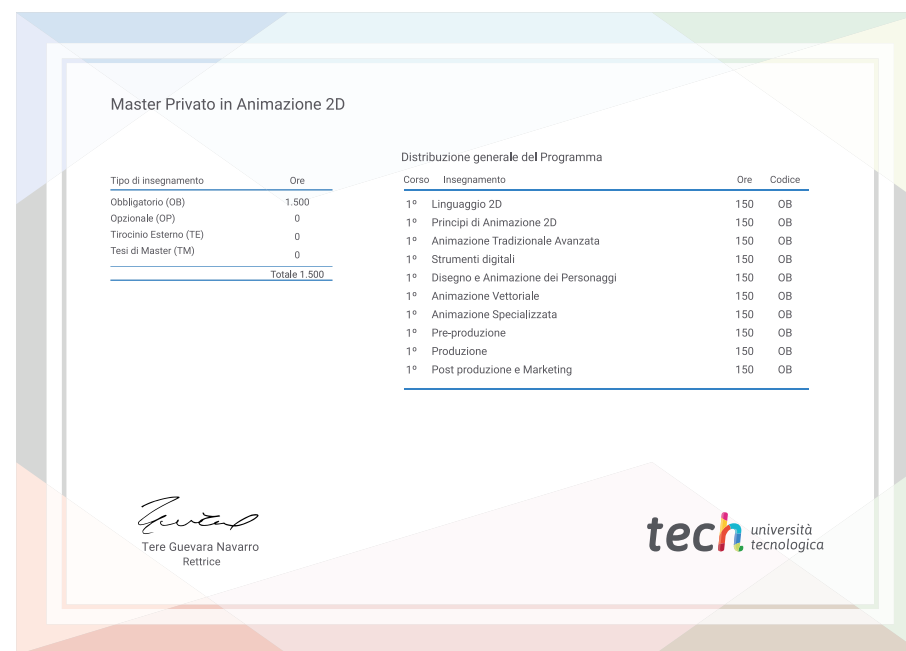 Master Privato in Animazione 2D
Tipo di insegnamento Ore
Obbligatorio (OB) 1.500
Opzionale (OP) 0
Tirocinio Esterno (TE) 0
Tesi di Master (TM) 0
Totale 1.500
Distribuzione generale del Programma
Corso Insegnamento Ore Codice
1º Linguaggio 2D 150 OB
1º Principi di Animazione 2D 150 OB
1º Animazione Tradizionale Avanzata 150 OB
1º Strumenti digitali 150 OB
1º Disegno e Animazione dei Personaggi 150 OB
1º Animazione Vettoriale 150 OB
1º Animazione Specializzata 150 OB
1º Pre-produzione 150 OB
1º Produzione 150 OB
1º Post produzione e Marketing 150 OB
Tere Guevara Navarro
Rettrice
tech università
tecnologica